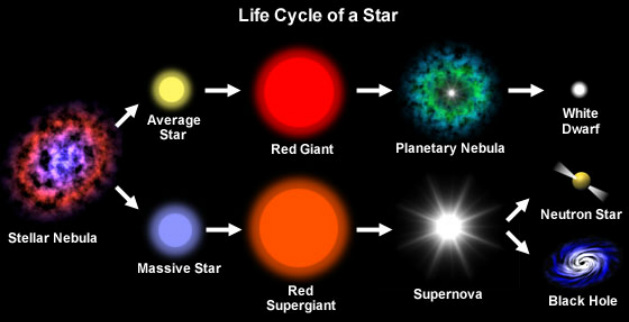 Life Cycle of a Star
Average
Star
Red Giant
Planetary Nebula
White
Dwarf
Stellar Nebula
Massive Star
Red
Supergiant
Supernova
Neutron Star
Black Hole